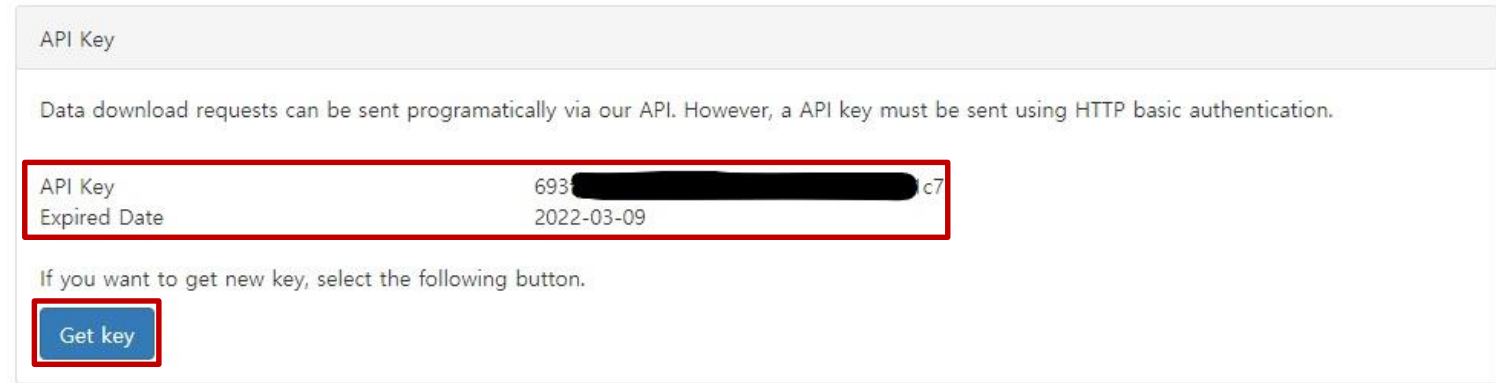 API Key
Data download requests can be sent programatically via our API. However, a API key must be sent using HTTP basic authentication.
API Key 693 c7
Expired Date 2022-03-09
If you want to get new key, select the following button.
Get key